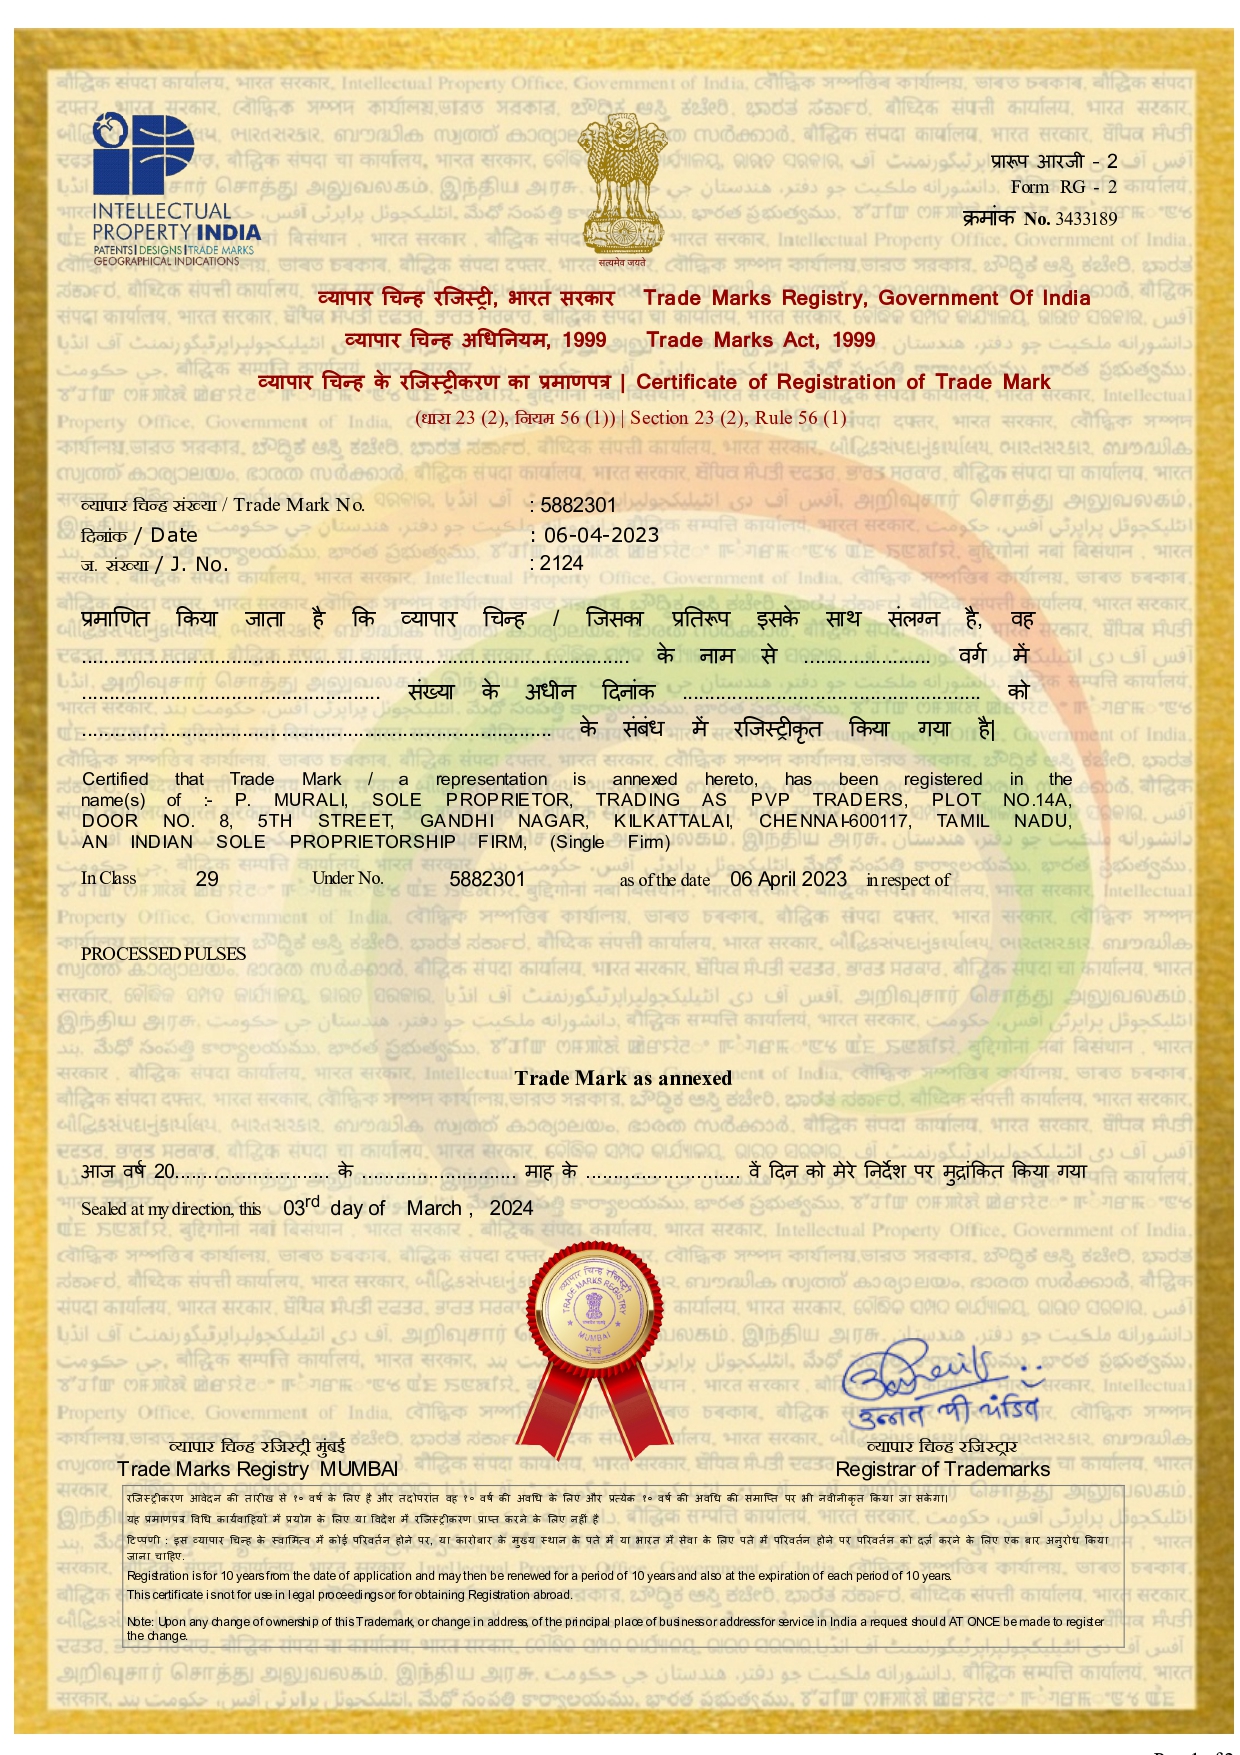 INTELLECTUAL
PROPERTY INDIA
PATENTS | DESIGNS | TRADE MARKS
GEOGRAPHICAL INDICATIONS
सत्यमेव जयते
प्रारूप आरजी - 2
Form RG - 2
क्रमांक No. 3433189
व्यापार चिन्ह रजिस्ट्री, भारत सरकार Trade Marks Registry, Government Of India
व्यापार चिन्ह अधिनियम, 1999 Trade Marks Act, 1999
व्यापार चिन्ह के रजिस्ट्रीकरण का प्रमाणपत्र | Certificate of Registration of Trade Mark
(धारा 23 (2), नियम 56 (1)) | Section 23 (2), Rule 56 (1)
व्यापार चिन्ह संख्या / Trade Mark No. : 5882301
दिनांक / Date : 06-04-2023
ज. संख्या / J. No. : 2124
प्रमाणित किया जाता है कि व्यापार चिन्ह / जिसका प्रतिरूप इसके साथ संलग्न है, वह
.................................................................................................... के नाम से ....................... वर्ग में
...................................................... संख्या के अधीन दिनांक ...................................................... को
..................................................................................... के संबंध में रजिस्ट्रीकृत किया गया है|
Certified that Trade Mark / a representation is annexed hereto, has been registered in the
name(s) of :- P. MURALI, SOLE PROPRIETOR, TRADING AS PVP TRADERS, PLOT NO.14A,
DOOR NO. 8, 5TH STREET, GANDHI NAGAR, KILKATTALAI, CHENNAI-600117, TAMIL NADU,
AN INDIAN SOLE PROPRIETORSHIP FIRM, (Single Firm)
In Class 29 Under No. 5882301 as of the date 06 April 2023 in respect of
PROCESSED PULSES
Trade Mark as annexed
आज वर्ष 20............................ के ............................ माह के ............................ वें दिन को मेरे निर्देश पर मुद्रांकित किया गया
Sealed at my direction, this 03rd day of March , 2024
व्यापार चिन्ह रजिस्ट्री
TRADE MARKS REGISTRY
MUMBAI
मुंबई
उन्नत पी पंडित
व्यापार चिन्ह रजिस्ट्री मुंबई
Trade Marks Registry MUMBAI
व्यापार चिन्ह रजिस्ट्रार
Registrar of Trademarks
रजिस्ट्रीकरण आवेदन की तारीख से १० वर्ष के लिए है और तदोपरांत वह १० वर्ष की अवधि के लिए और प्रत्येक १० वर्ष की अवधि की समाप्ति पर भी नवीनीकृत किया जा सकेगा।
यह प्रमाणपत्र विधि कार्यवाहियों में प्रयोग के लिए या विदेश में रजिस्ट्रीकरण प्राप्त करने के लिए नहीं है
टिप्पणी : इस व्यापार चिन्ह के स्वामित्व में कोई परिवर्तन होने पर, या कारोबार के मुख्य स्थान के पते में या भारत में सेवा के लिए पते में परिवर्तन होने पर परिवर्तन को दर्ज करने के लिए एक बार अनुरोध किया
जाना चाहिए.
Registration is for 10 years from the date of application and may then be renewed for a period of 10 years and also at the expiration of each period of 10 years.
This certificate is not for use in legal proceedings or for obtaining Registration abroad.
Note: Upon any change of ownership of this Trademark, or change in address, of the principal place of business or address for service in India a request should AT ONCE be made to register
the change.